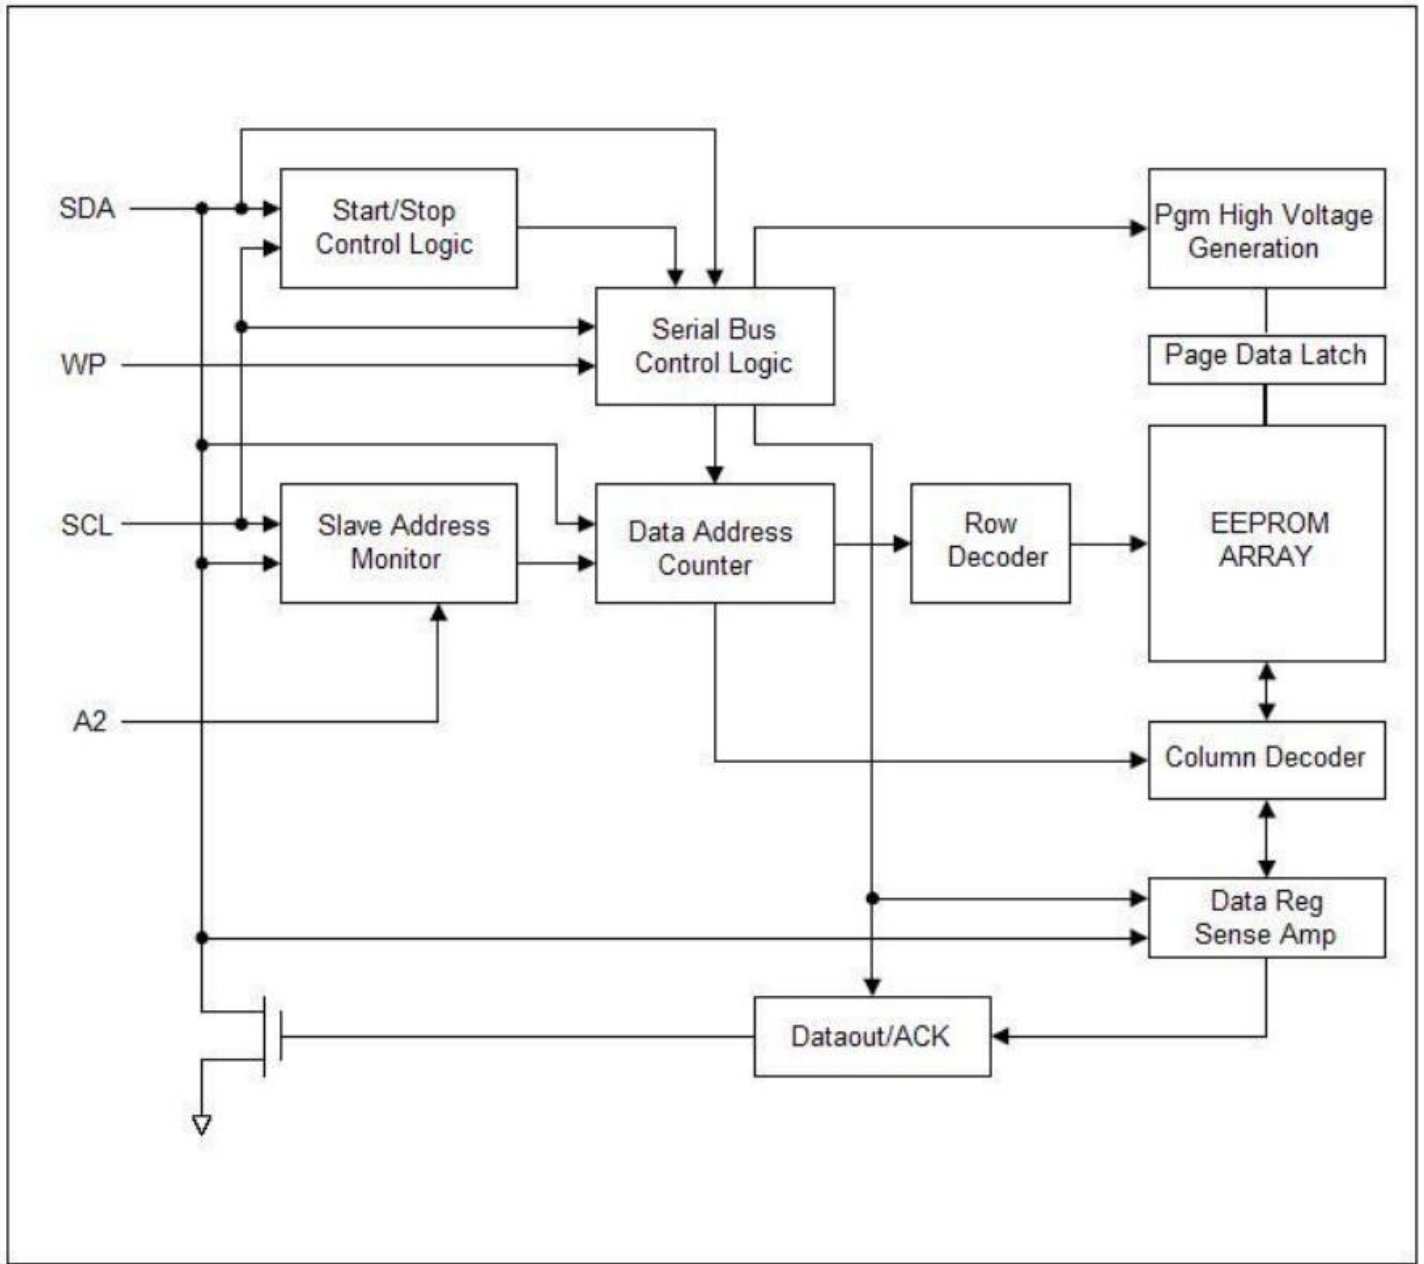 SDA
Start/Stop
Control Logic
Pgm High Voltage
Generation
WP
Serial Bus
Control Logic
Page Data Latch
SCL
Slave Address
Monitor
Data Address
Counter
Row
Decoder
EEPROM
ARRAY
A2
Column Decoder
Data Reg
Sense Amp
Dataout/ACK